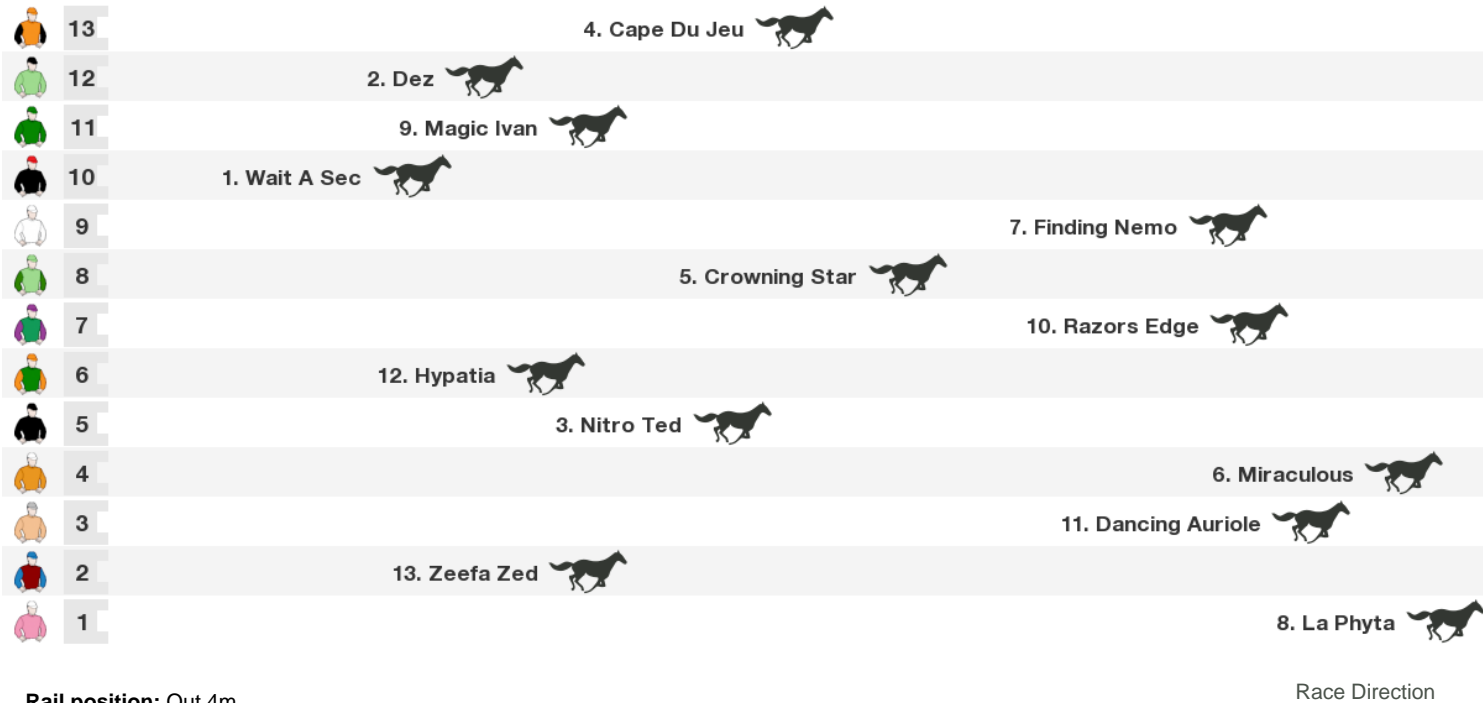 13 4. Cape Du Jeu
12 2. Dez
11 9. Magic Ivan
10 1. Wait A Sec
9 7. Finding Nemo
8 5. Crowning Star
7 10. Razors Edge
6 12. Hypatia
5 3. Nitro Ted
4 6. Miraculous
3 11. Dancing Auriole
2 13. Zeefa Zed
1 8. La Phyta
Race Direction
Rail position: Out 4m